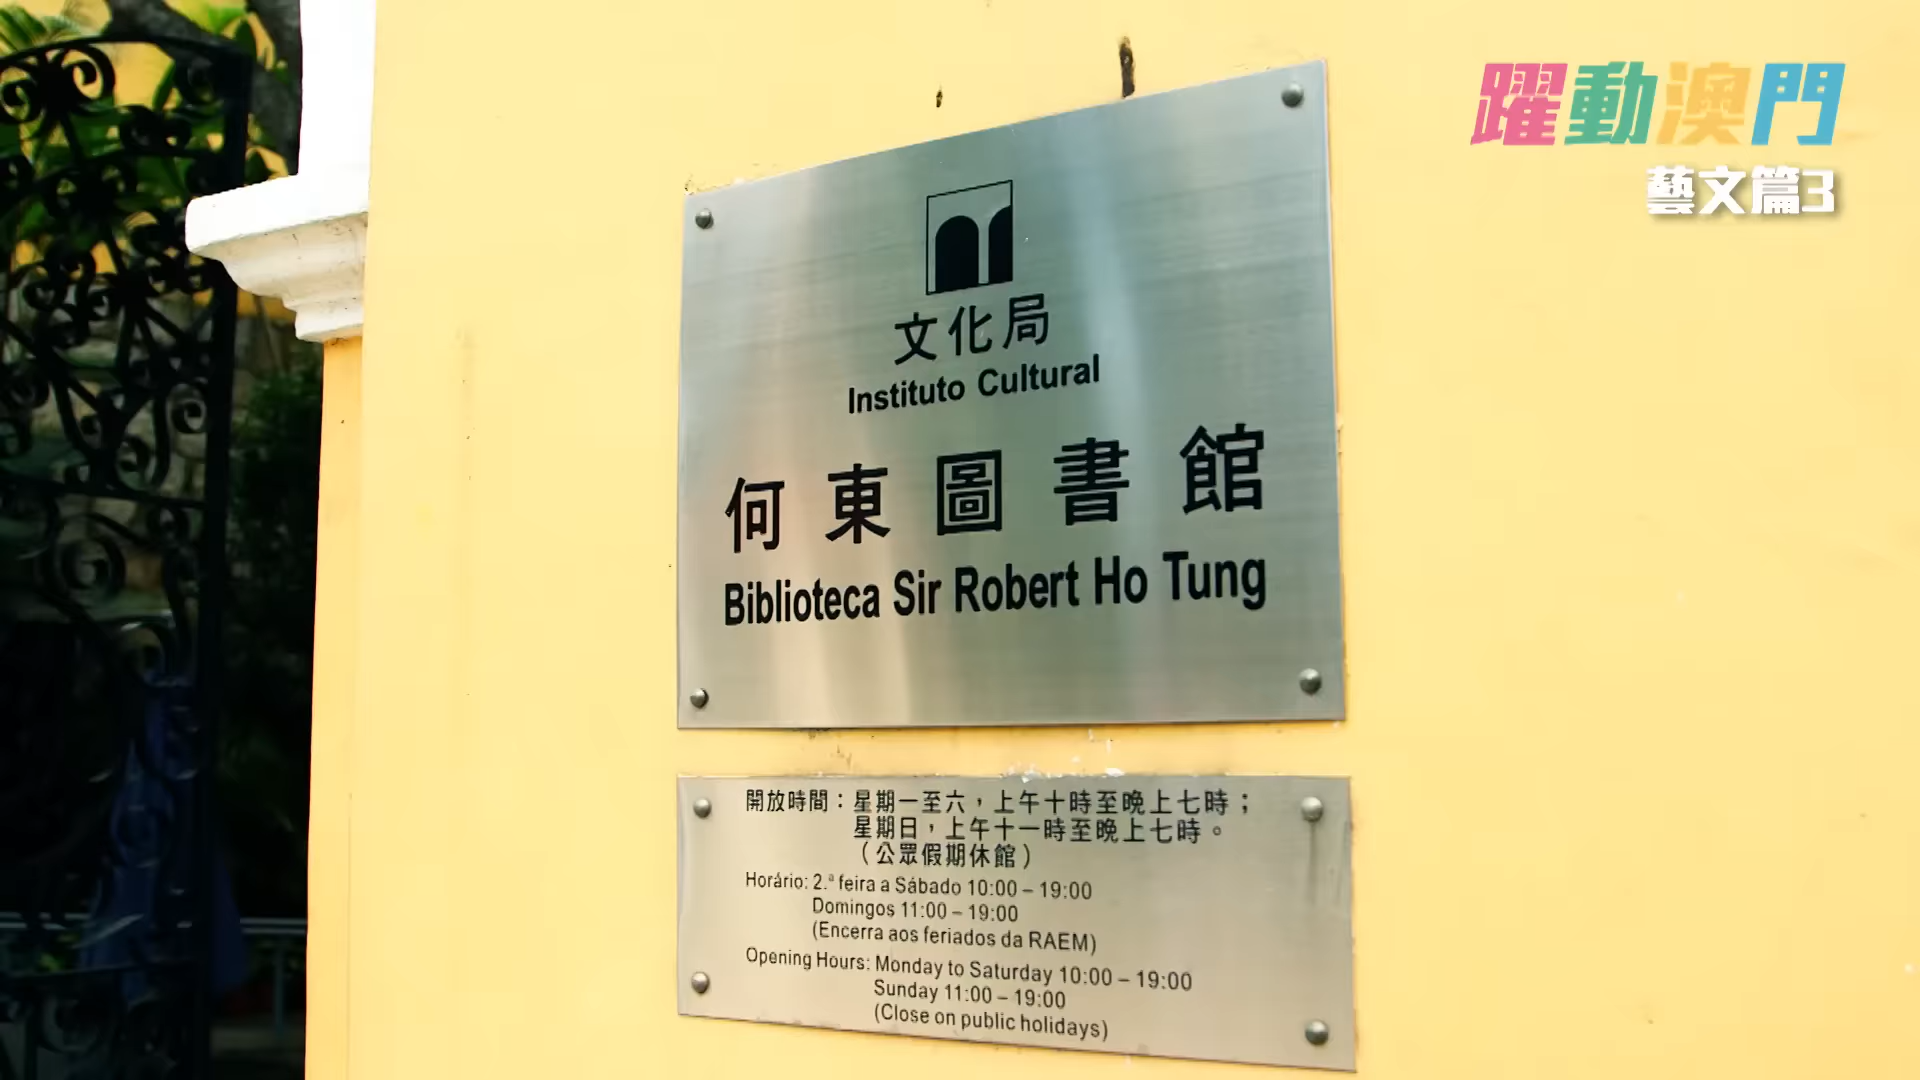 躍動澳門
藝文篇3
文化局
Instituto Cultural
何東圖書館
Biblioteca Sir Robert Ho Tung
開放時間：星期一至六，上午十時至晚上七時；
星期日，上午十一時至晚上七時。
（公眾假期休館）
Horário: 2.ª feira a Sábado 10:00 – 19:00
Domingos 11:00 – 19:00
(Encerra aos feriados da RAEM)
Opening Hours: Monday to Saturday 10:00 – 19:00
Sunday 11:00 – 19:00
(Close on public holidays)